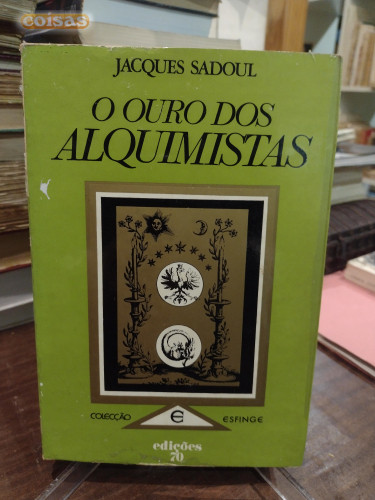 coisas
JACQUES SADOUL
O OURO DOS
ALQUIMISTAS
COLECÇÃO
E
ESFINGE
edições
70